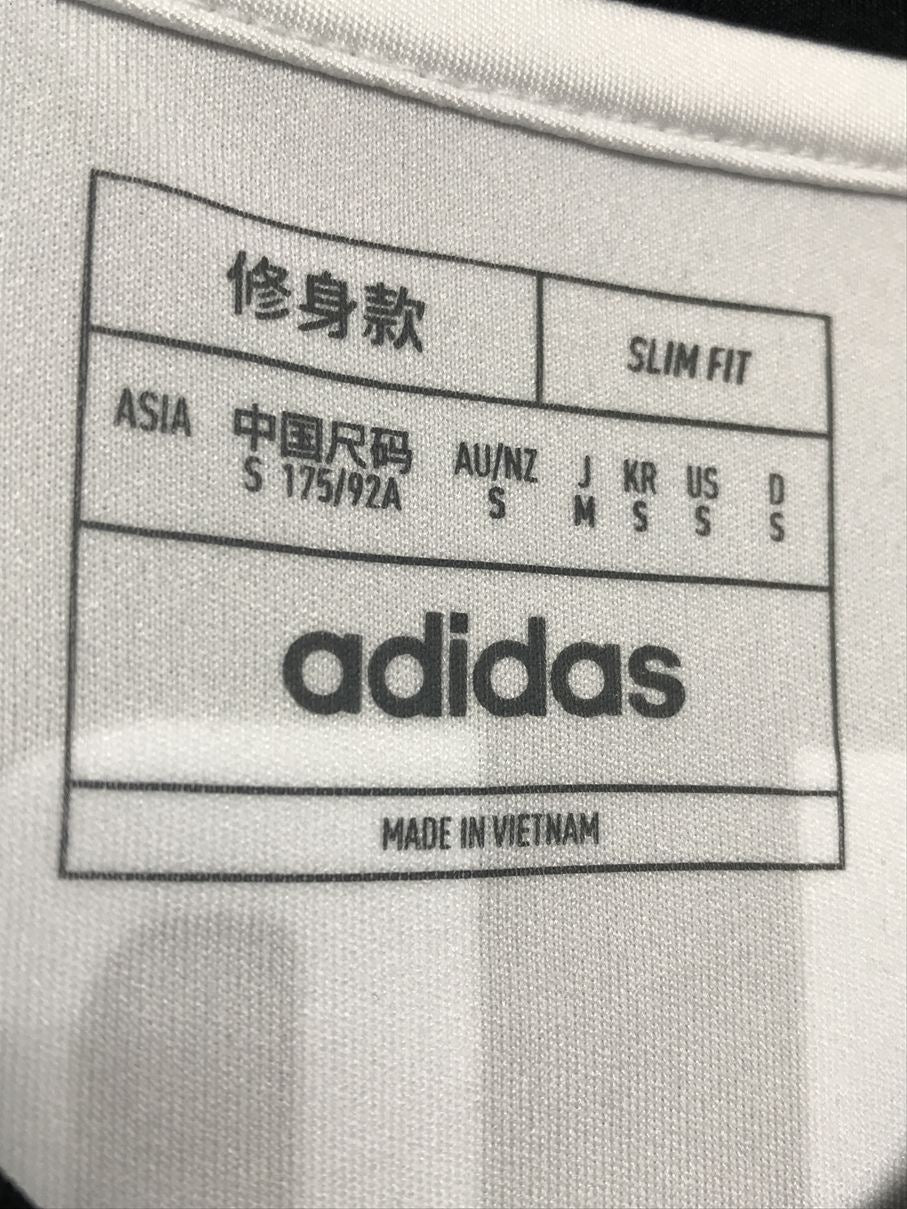 修身款 SLIM FIT
ASIA 中国尺码 AU/NZ J KR US D
S 175/92A S M S S S
adidas
MADE IN VIETNAM